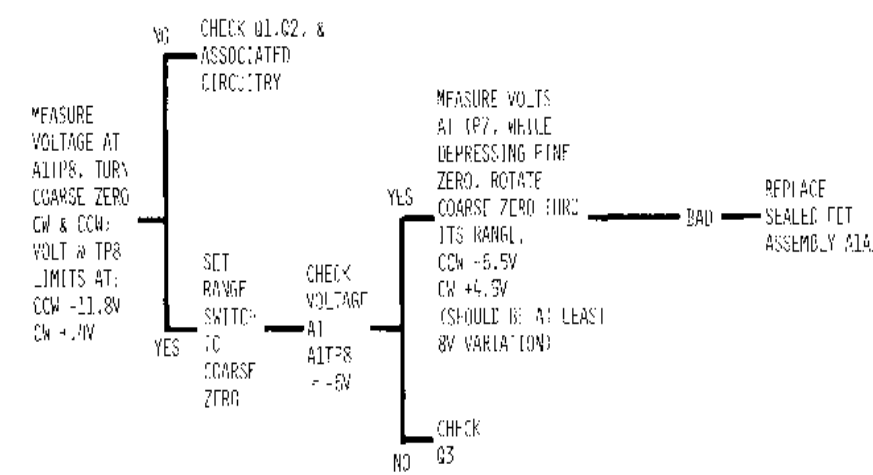 NO
CHECK Q1,Q2, &
ASSOCIATED
CIRCUITRY
MEASURE
VOLTAGE AT
A1TP8, TURN
COARSE ZERO
CW & CCW;
VOLT @ TP8
LIMITS AT:
CCW -11.8V
CW
YES
SET
RANGE
SWITCH
TO
COARSE
ZERO
CHECK
VOLTAGE
AT
A1TP8
= -6V
YES
MEASURE VOLTS
AT TP7, WHILE
DEPRESSING FINE
ZERO, ROTATE
COARSE ZERO THRU
ITS RANGE,
CCW -6.5V
CW +4.5V
(SHOULD BE AT LEAST
8V VARIATION)
BAD
REPLACE
SEALED FET
ASSEMBLY A1A
NO
CHECK
Q3